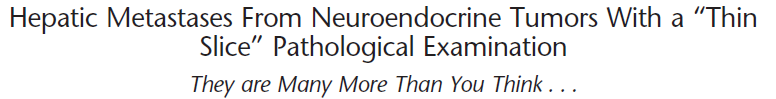 Hepatic Metastases From Neuroendocrine Tumors With a “Thin
Slice” Pathological Examination
They are Many More Than You Think . . .